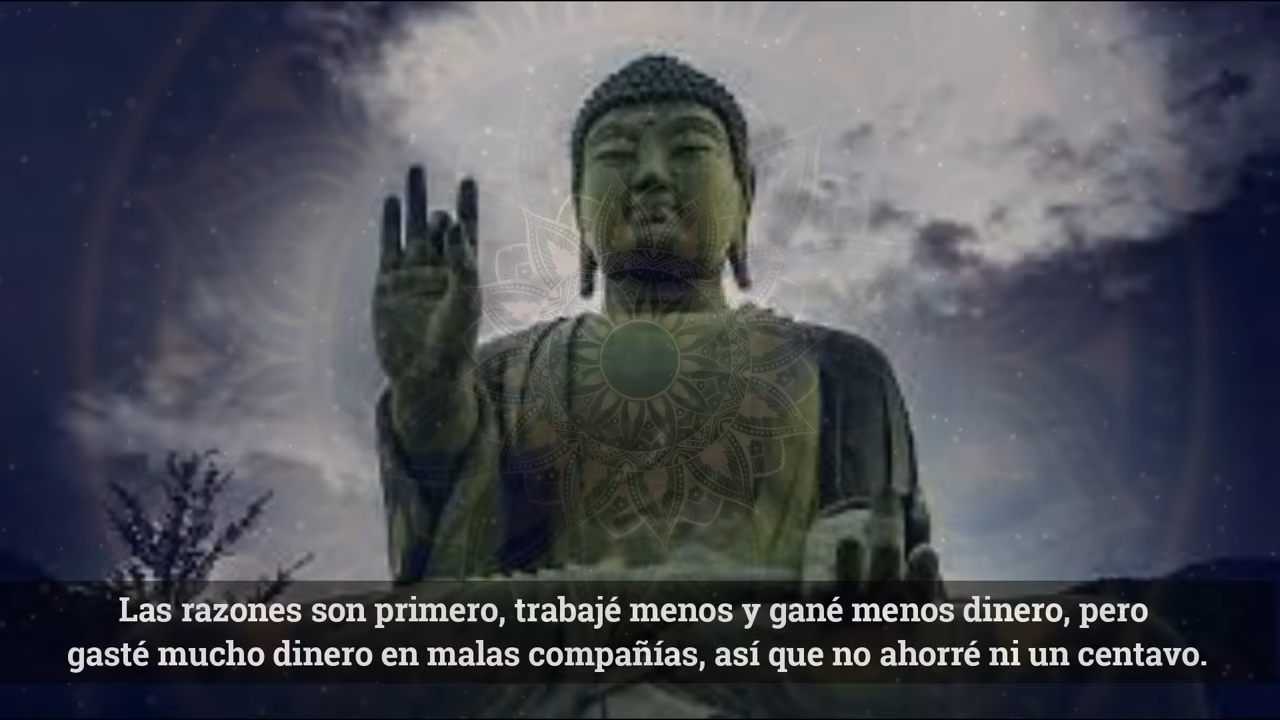 Las razones son primero, trabajé menos y gané menos dinero, pero
gasté mucho dinero en malas compañías, así que no ahorré ni un centavo.